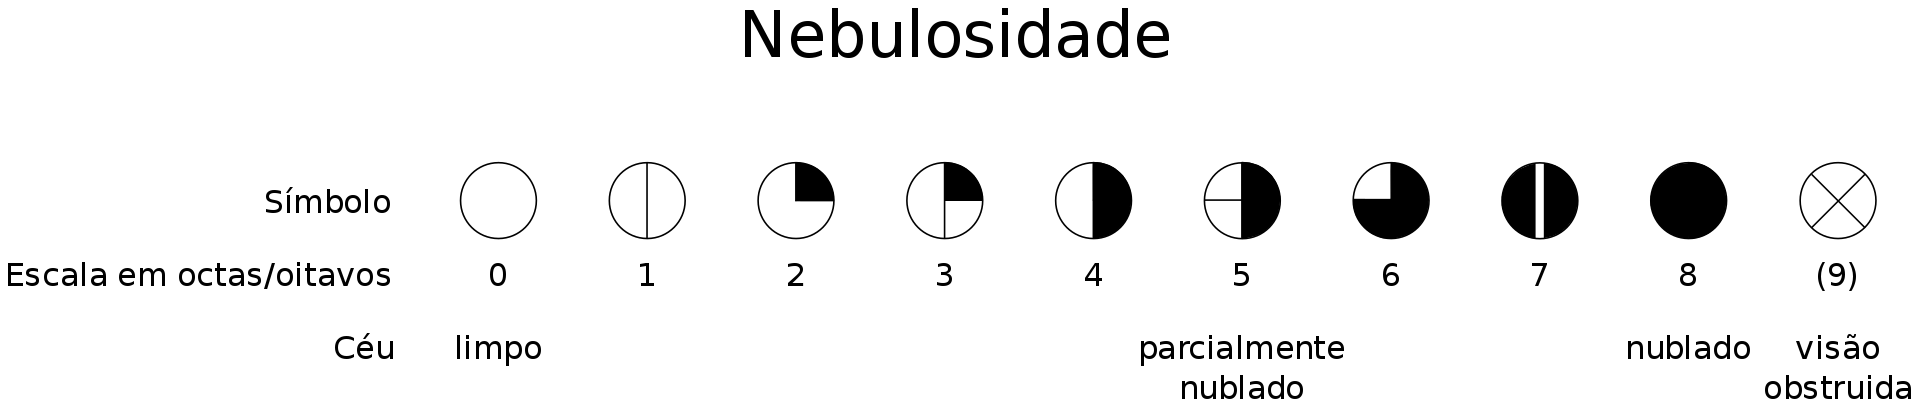 Nebulosidade
Símbolo
Escala em octas/oitavos 0 1 2 3 4 5 6 7 8 (9)
Céu limpo parcialmente nublado visão
nublado obstruida